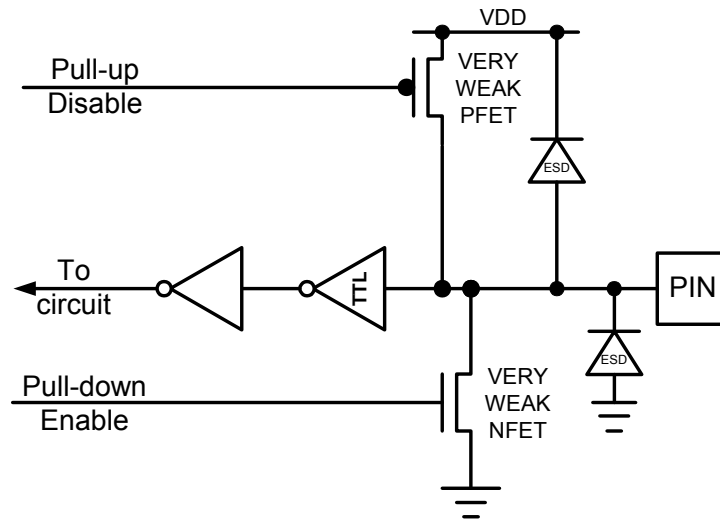 VDD
Pull-up
Disable
VERY
WEAK
PFET
ESD
To
circuit
TTL
PIN
ESD
Pull-down
Enable
VERY
WEAK
NFET